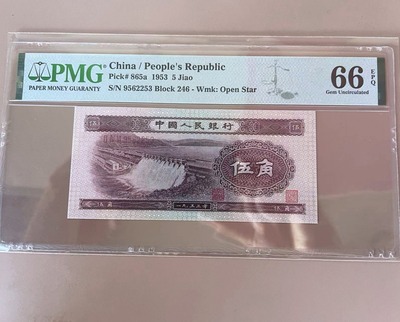 PMG
PAPER MONEY GUARANTY
China / People's Republic
Pick# 865a 1953 5 Jiao
S/N 9562253 Block 246 - Wmk: Open Star
66 EPQ
Gem Uncirculated
中國人民銀行
伍角
一九五三年